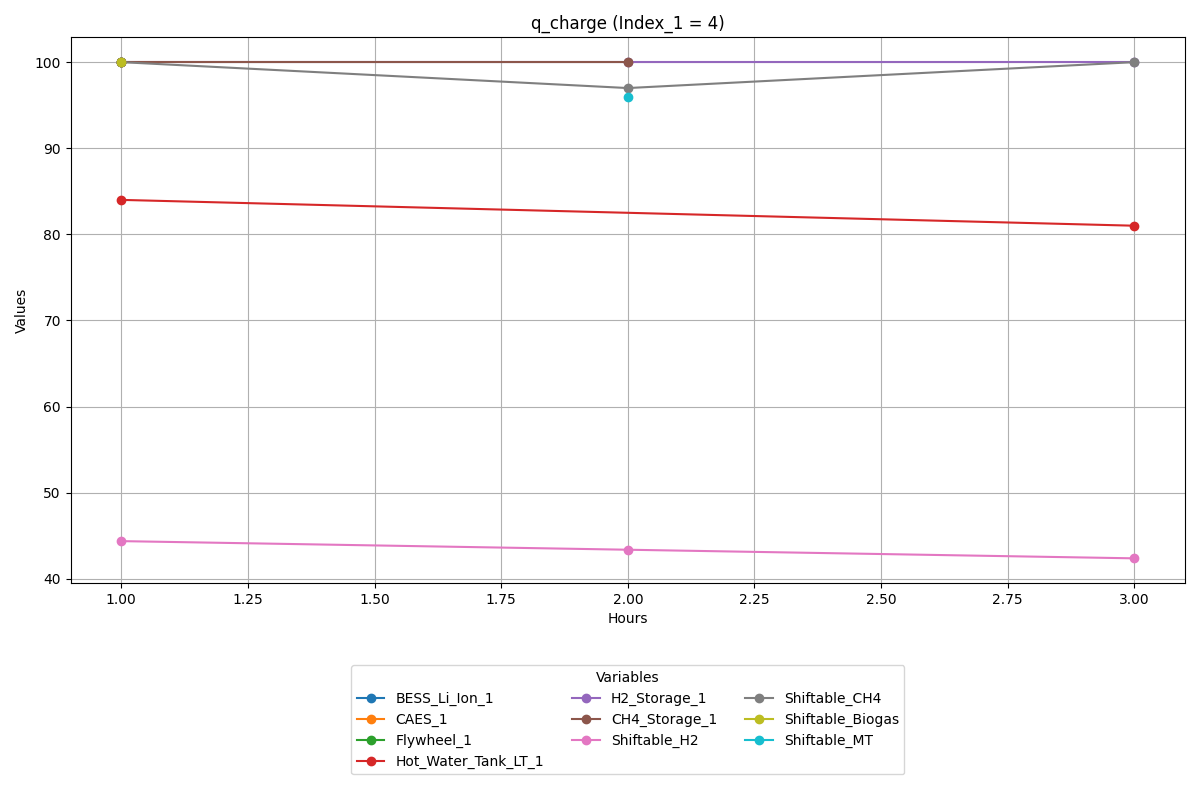 q_charge (Index_1 = 4)
Values
100
90
80
70
60
50
40
1.00 1.25 1.50 1.75 2.00 2.25 2.50 2.75 3.00
Hours
Variables
BESS_Li_Ion_1 H2_Storage_1 Shiftable_CH4
CAES_1 CH4_Storage_1 Shiftable_Biogas
Flywheel_1 Shiftable_H2 Shiftable_MT
Hot_Water_Tank_LT_1